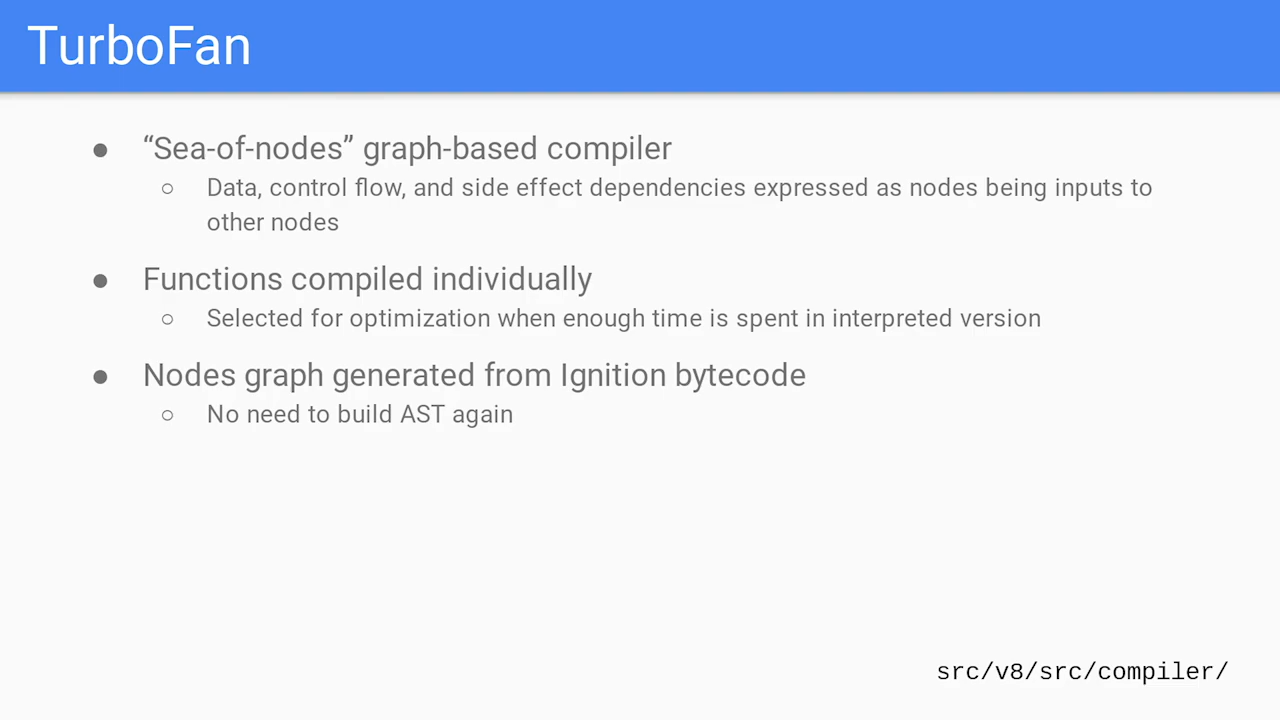 TurboFan
● “Sea-of-nodes” graph-based compiler
○ Data, control flow, and side effect dependencies expressed as nodes being inputs to
other nodes
● Functions compiled individually
○ Selected for optimization when enough time is spent in interpreted version
● Nodes graph generated from Ignition bytecode
○ No need to build AST again
src/v8/src/compiler/